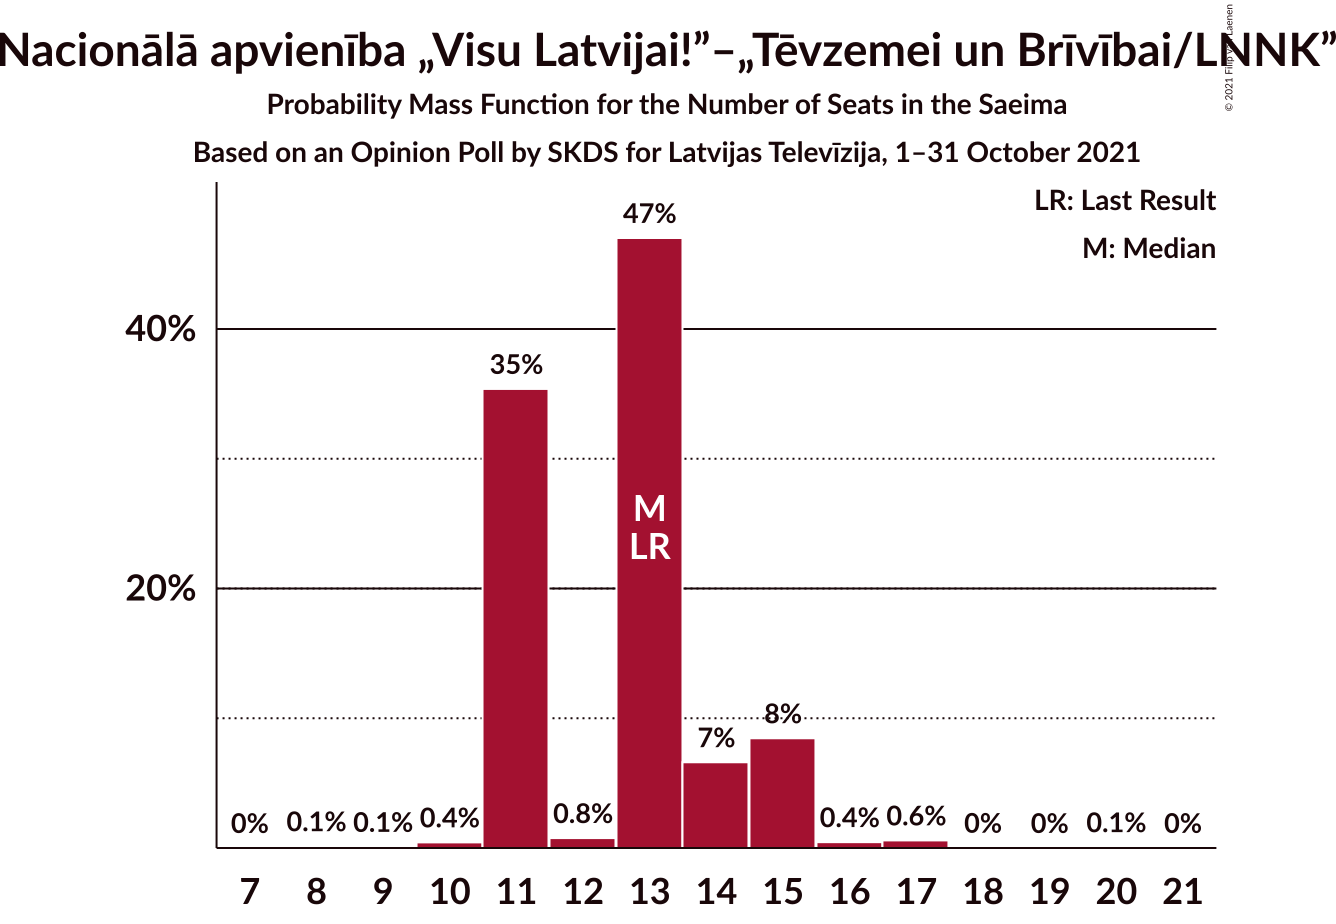 Nacionālā apvienība „Visu Latvijai!”–„Tēvzemei un Brīvībai/LNNK”
© 2021 Filip van Laenen
Probability Mass Function for the Number of Seats in the Saeima
Based on an Opinion Poll by SKDS for Latvijas Televīzija, 1–31 October 2021
LR: Last Result
M: Median
40%
20%
0% 0.1% 0.1% 0.4% 35% 0.8% 47% 7% 8% 0.4% 0.6% 0% 0% 0.1% 0%
M
LR
7 8 9 10 11 12 13 14 15 16 17 18 19 20 21